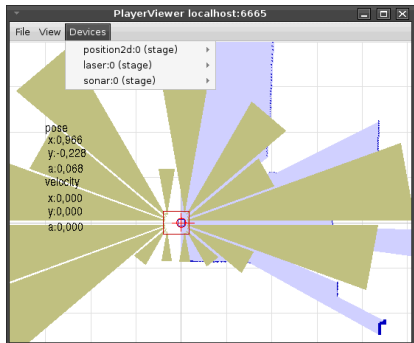 PlayerViewer localhost:6665
File View Devices
position2d:0 (stage)
laser:0 (stage)
sonar:0 (stage)
pose
x:0,966
y:-0,228
a:0,068
velocity
x:0,000
y:0,000
a:0,000